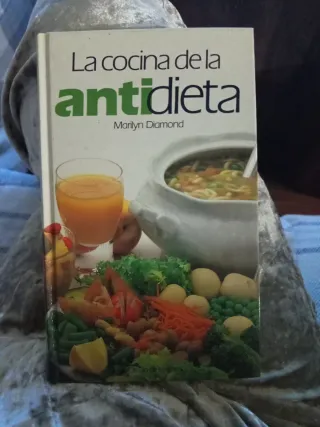 La cocina de la
antidieta
Marilyn Diamond